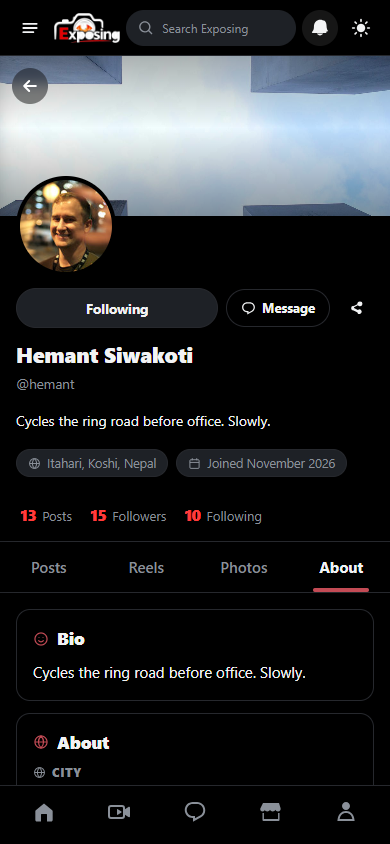 Exposing
Search Exposing
Following
Message
Hemant Siwakoti
@hemant
Cycles the ring road before office. Slowly.
Itahari, Koshi, Nepal
Joined November 2026
13 Posts 15 Followers 10 Following
Posts Reels Photos About
Bio
Cycles the ring road before office. Slowly.
About
CITY